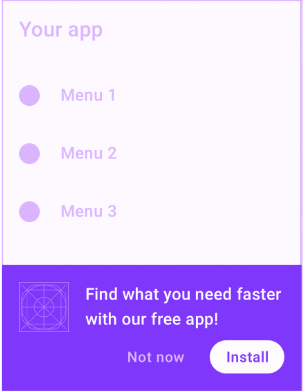 Your app
Menu 1
Menu 2
Menu 3
Find what you need faster
with our free app!
Not now
Install